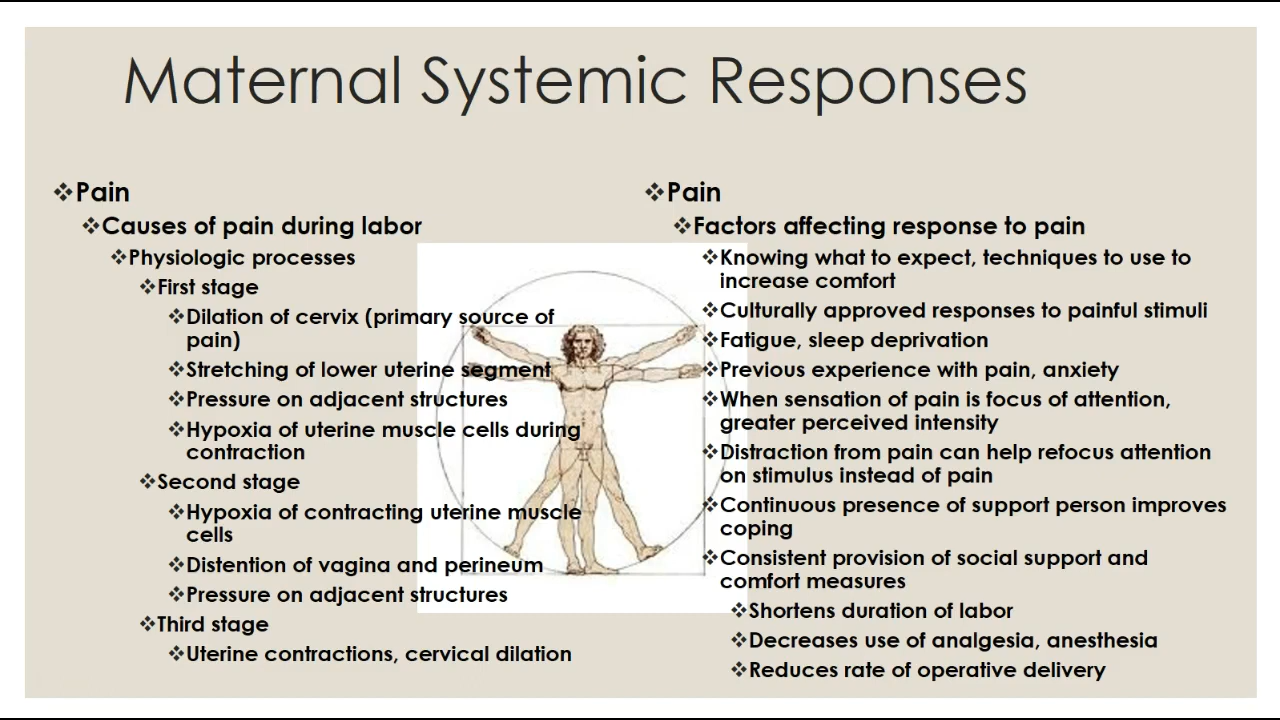 Maternal Systemic Responses
❖Pain
❖Causes of pain during labor
❖Physiologic processes
❖First stage
❖Dilation of cervix (primary source of
pain)
❖Stretching of lower uterine segment
❖Pressure on adjacent structures
❖Hypoxia of uterine muscle cells during
contraction
❖Second stage
❖Hypoxia of contracting uterine muscle
cells
❖Distention of vagina and perineum
❖Pressure on adjacent structures
❖Third stage
❖Uterine contractions, cervical dilation
❖Pain
❖Factors affecting response to pain
❖Knowing what to expect, techniques to use to
increase comfort
❖Culturally approved responses to painful stimuli
❖Fatigue, sleep deprivation
❖Previous experience with pain, anxiety
❖When sensation of pain is focus of attention,
greater perceived intensity
❖Distraction from pain can help refocus attention
on stimulus instead of pain
❖Continuous presence of support person improves
coping
❖Consistent provision of social support and
comfort measures
❖Shortens duration of labor
❖Decreases use of analgesia, anesthesia
❖Reduces rate of operative delivery